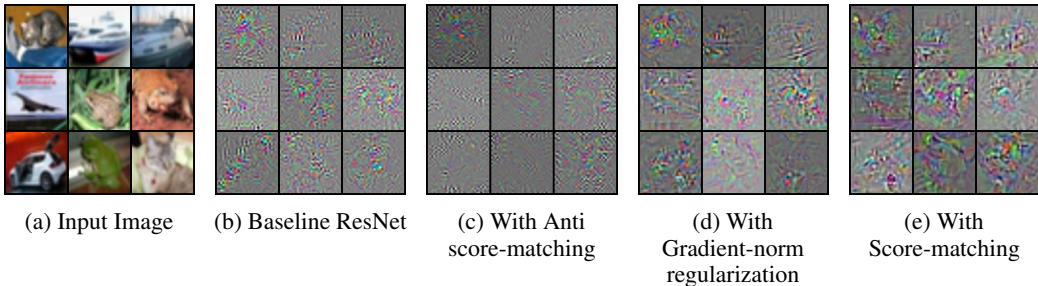 (a) Input Image
(b) Baseline ResNet
(c) With Anti
score-matching
(d) With
Gradient-norm
regularization
(e) With
Score-matching